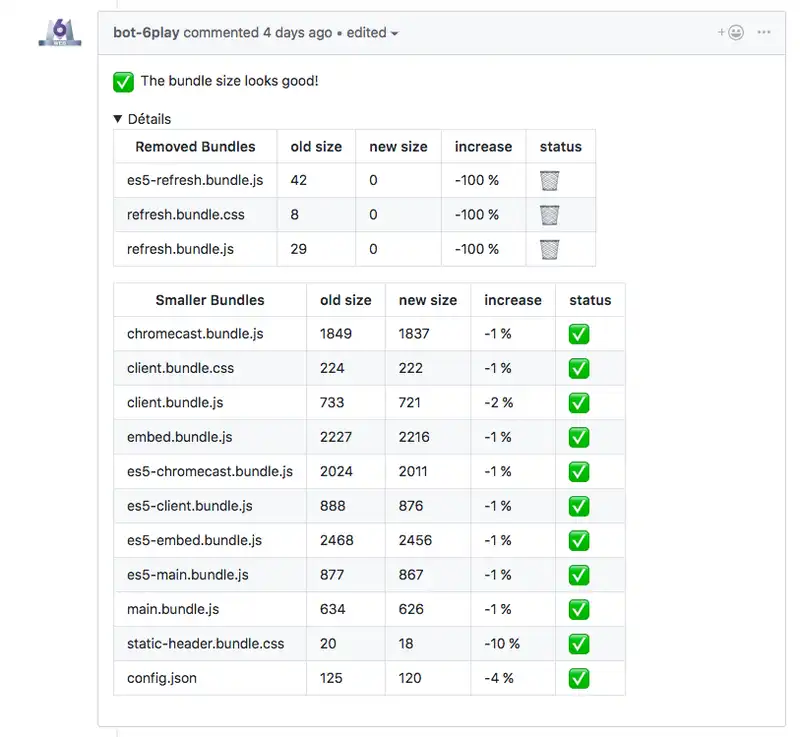 6
WEB
bot-6play commented 4 days ago • edited
The bundle size looks good!
▼ Détails
Removed Bundles old size new size increase status
es5-refresh.bundle.js 42 0 -100 %
refresh.bundle.css 8 0 -100 %
refresh.bundle.js 29 0 -100 %
Smaller Bundles old size new size increase status
chromecast.bundle.js 1849 1837 -1 %
client.bundle.css 224 222 -1 %
client.bundle.js 733 721 -2 %
embed.bundle.js 2227 2216 -1 %
es5-chromecast.bundle.js 2024 2011 -1 %
es5-client.bundle.js 888 876 -1 %
es5-embed.bundle.js 2468 2456 -1 %
es5-main.bundle.js 877 867 -1 %
main.bundle.js 634 626 -1 %
static-header.bundle.css 20 18 -10 %
config.json 125 120 -4 %